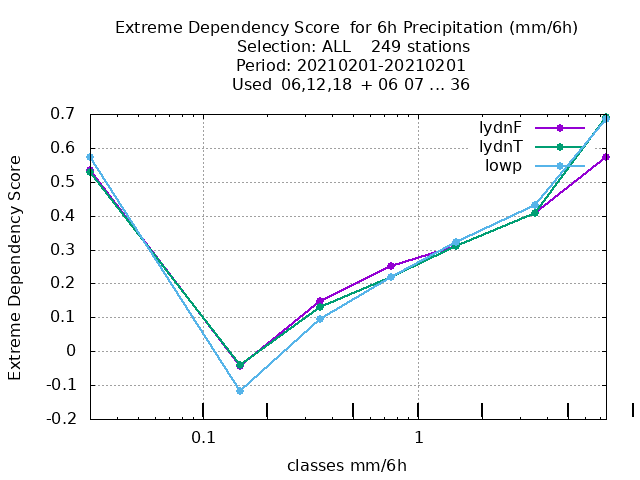 Extreme Dependency Score  for 6h Precipitation (mm/6h)
Selection: ALL    249 stations
Period: 20210201-20210201
Used  06,12,18  + 06 07 ... 36
lydnF
lydnT
lowp
0.7
0.6
0.5
0.4
0.3
0.2
0.1
0
-0.1
-0.2
Extreme Dependency Score
0.1
1
classes mm/6h